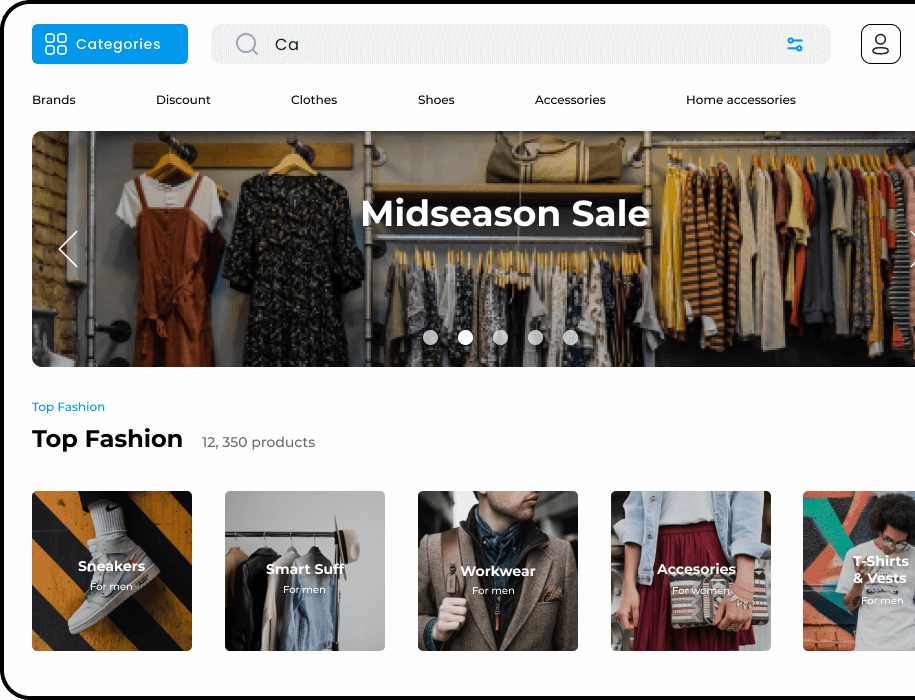 Categories
Ca
Brands Discount Clothes Shoes Accessories Home accessories
Midseason Sale
Top Fashion
Top Fashion 12, 350 products
Sneakers
For men
Smart Suff
For men
Workwear
For men
Accesories
For women
T-Shirts
& Vests
For men